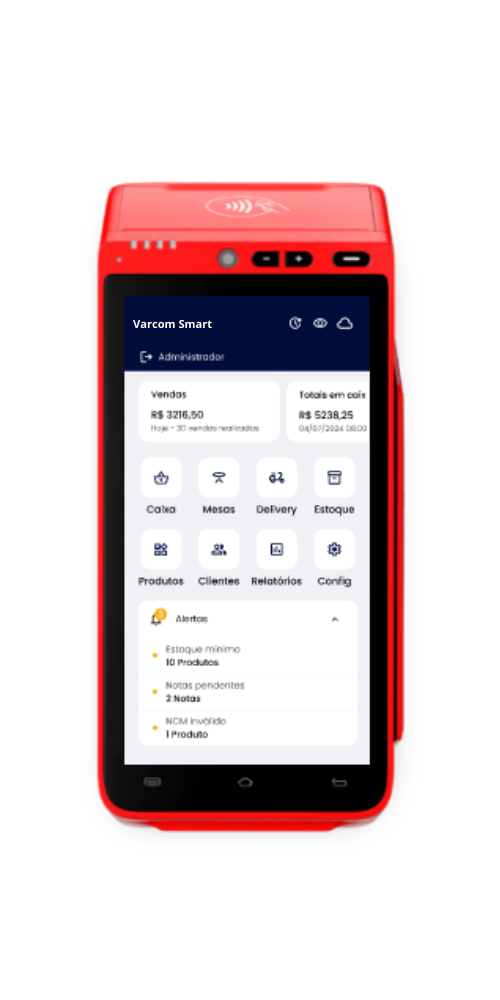 Varcom Smart
Administrador
Vendas
R$ 3216,50
Hoje - 30 vendas realizadas
Totais em caix
R$ 5238,25
04/07/2024 08:00
Caixa
Mesas
Delivery
Estoque
Produtos
Clientes
Relatórios
Config
Alertas
Estoque mínimo
10 Produtos
Notas pendentes
2 Notas
NCM inválido
1 Produto